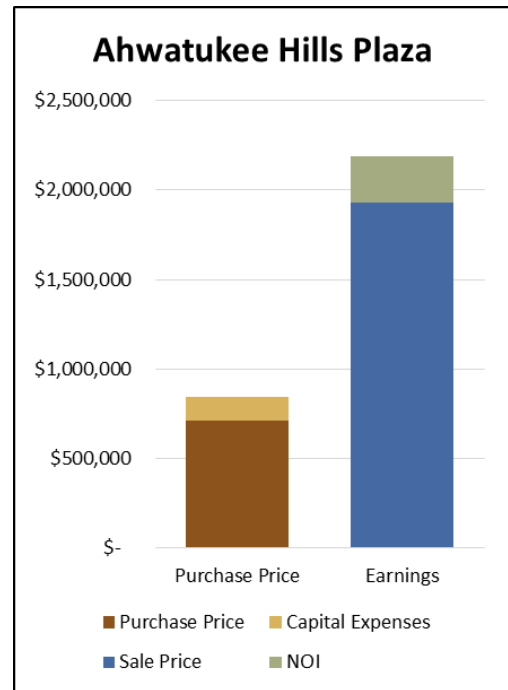 Ahwatukee Hills Plaza
$2,500,000
$2,000,000
$1,500,000
$1,000,000
$500,000
$-
Purchase Price Earnings
Purchase Price Capital Expenses
Sale Price NOI